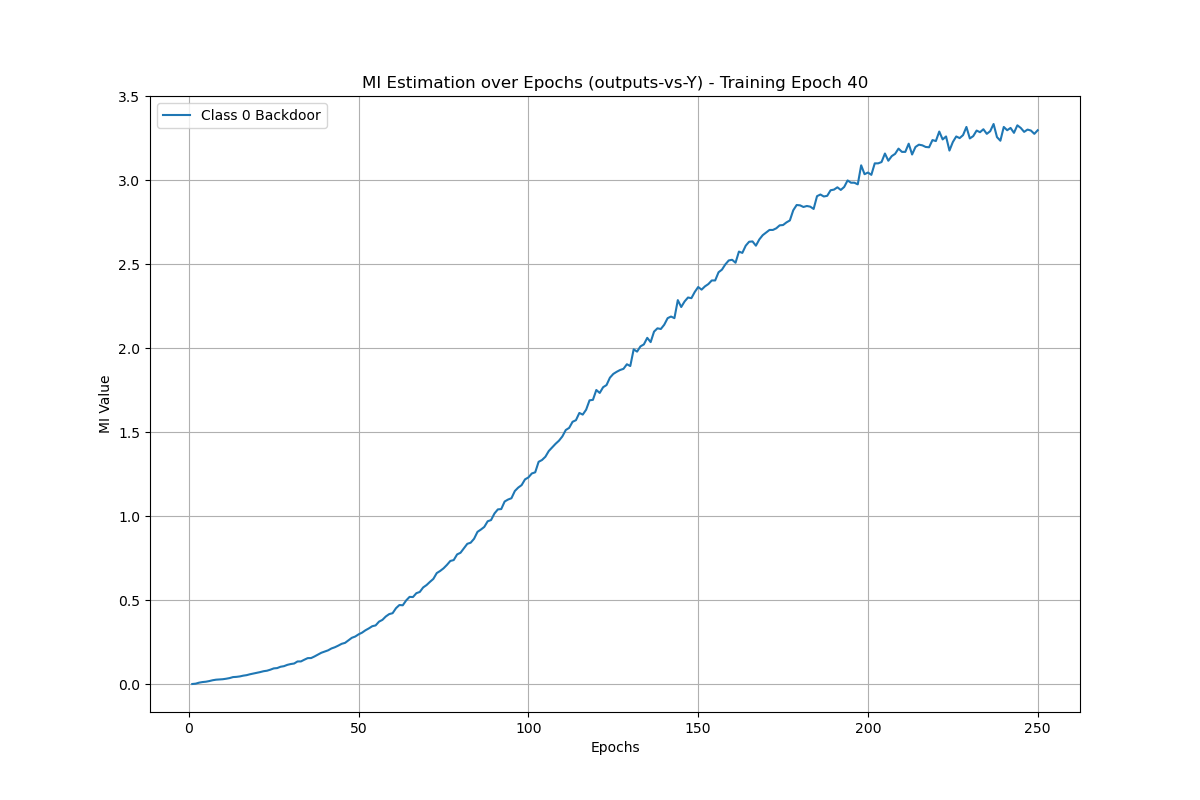 MI Estimation over Epochs (outputs-vs-Y) - Training Epoch 40
Class 0 Backdoor
MI Value
3.5
3.0
2.5
2.0
1.5
1.0
0.5
0.0
0 50 100 150 200 250
Epochs